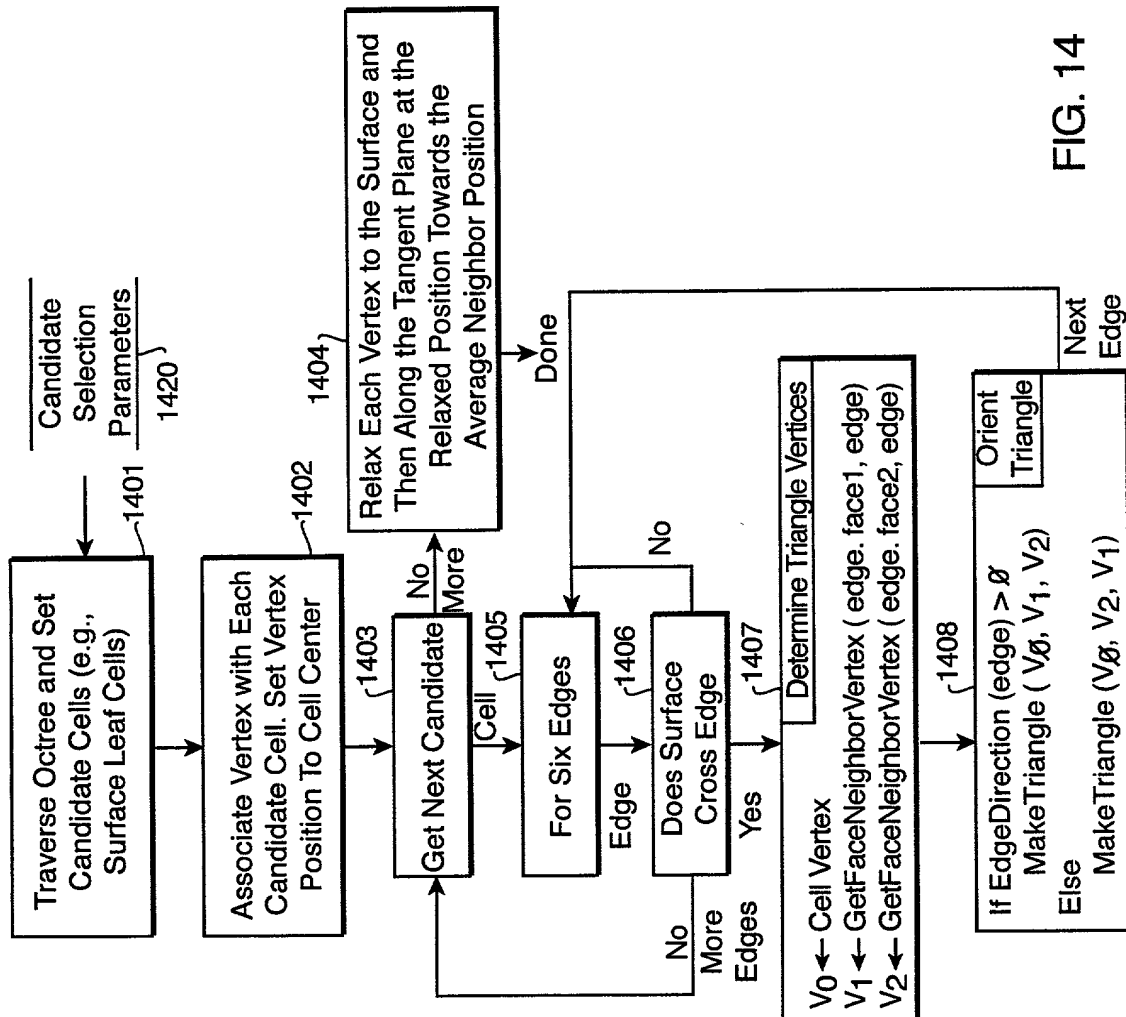 Candidate
Selection
Parameters
1420
1401
Traverse Octree and Set
Candidate Cells (e.g.,
Surface Leaf Cells)
1402
Associate Vertex with Each
Candidate Cell. Set Vertex
Position To Cell Center
1403
Get Next Candidate
No
More
1404
Relax Each Vertex to the Surface and
Then Along the Tangent Plane at the
Relaxed Position Towards the
Average Neighbor Position
Done
Cell
1405
For Six Edges
Edge
1406
Does Surface
Cross Edge
No
No
More
Edges
Yes
1407
Determine Triangle Vertices
V0 ← Cell Vertex
V1 ← GetFaceNeighborVertex ( edge. face1, edge)
V2 ← GetFaceNeighborVertex ( edge. face2, edge)
1408
Orient
Triangle
If EdgeDirection (edge) > Ø
MakeTriangle ( VØ, V1, V2)
Else
MakeTriangle (VØ, V2, V1)
Next
Edge
FIG. 14